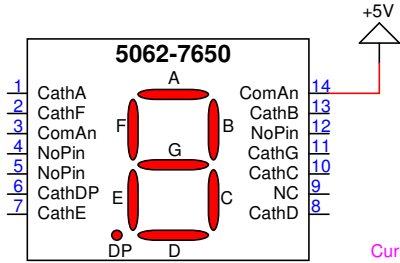 +5V
5062-7650
1 CathA
2 CathF
3 ComAn
4 NoPin
5 NoPin
6 CathDP
7 CathE
A
F
B
G
E
C
DP
D
ComAn 14
CathB 13
NoPin 12
CathG 11
CathC 10
NC 9
CathD 8
Cur